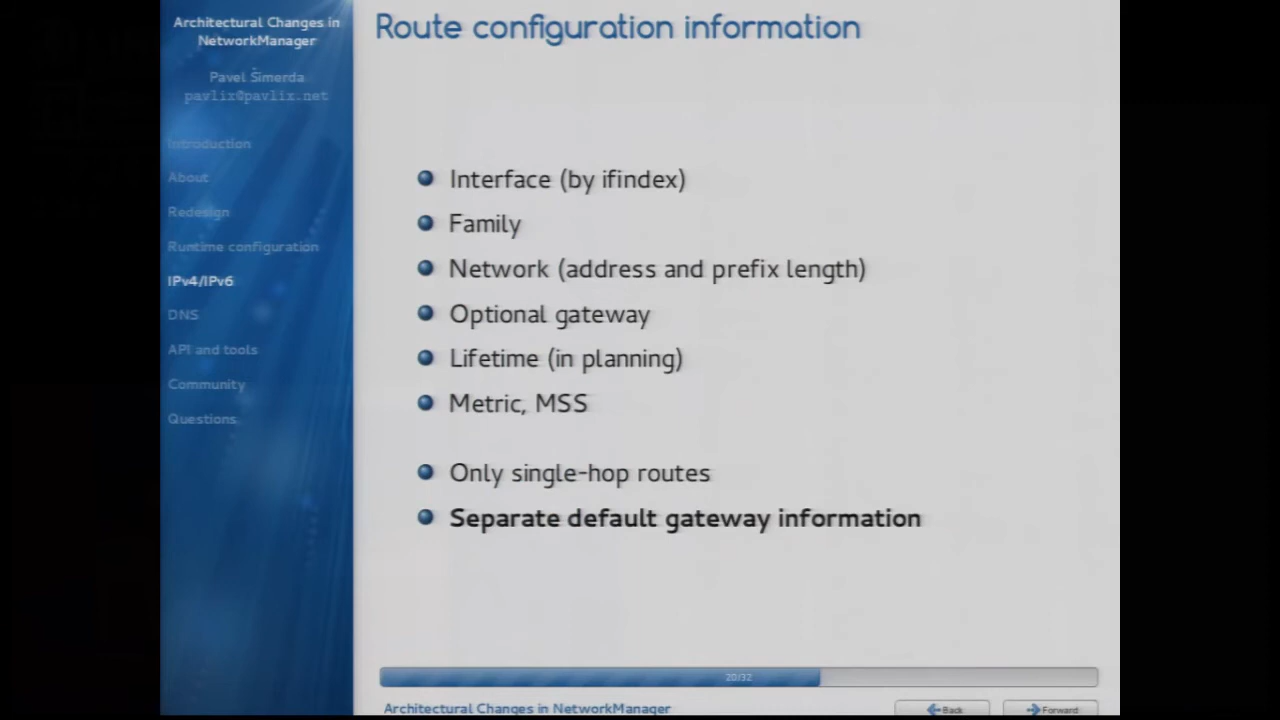 Architectural Changes in
NetworkManager
Pavel Šimerda
pavlix@pavlix.net
Introduction
About
Redesign
Runtime configuration
IPv4/IPv6
DNS
API and tools
Community
Questions
Route configuration information
Interface (by ifindex)
Family
Network (address and prefix length)
Optional gateway
Lifetime (in planning)
Metric, MSS
Only single-hop routes
Separate default gateway information
20/32
Architectural Changes in NetworkManager
Back
Forward